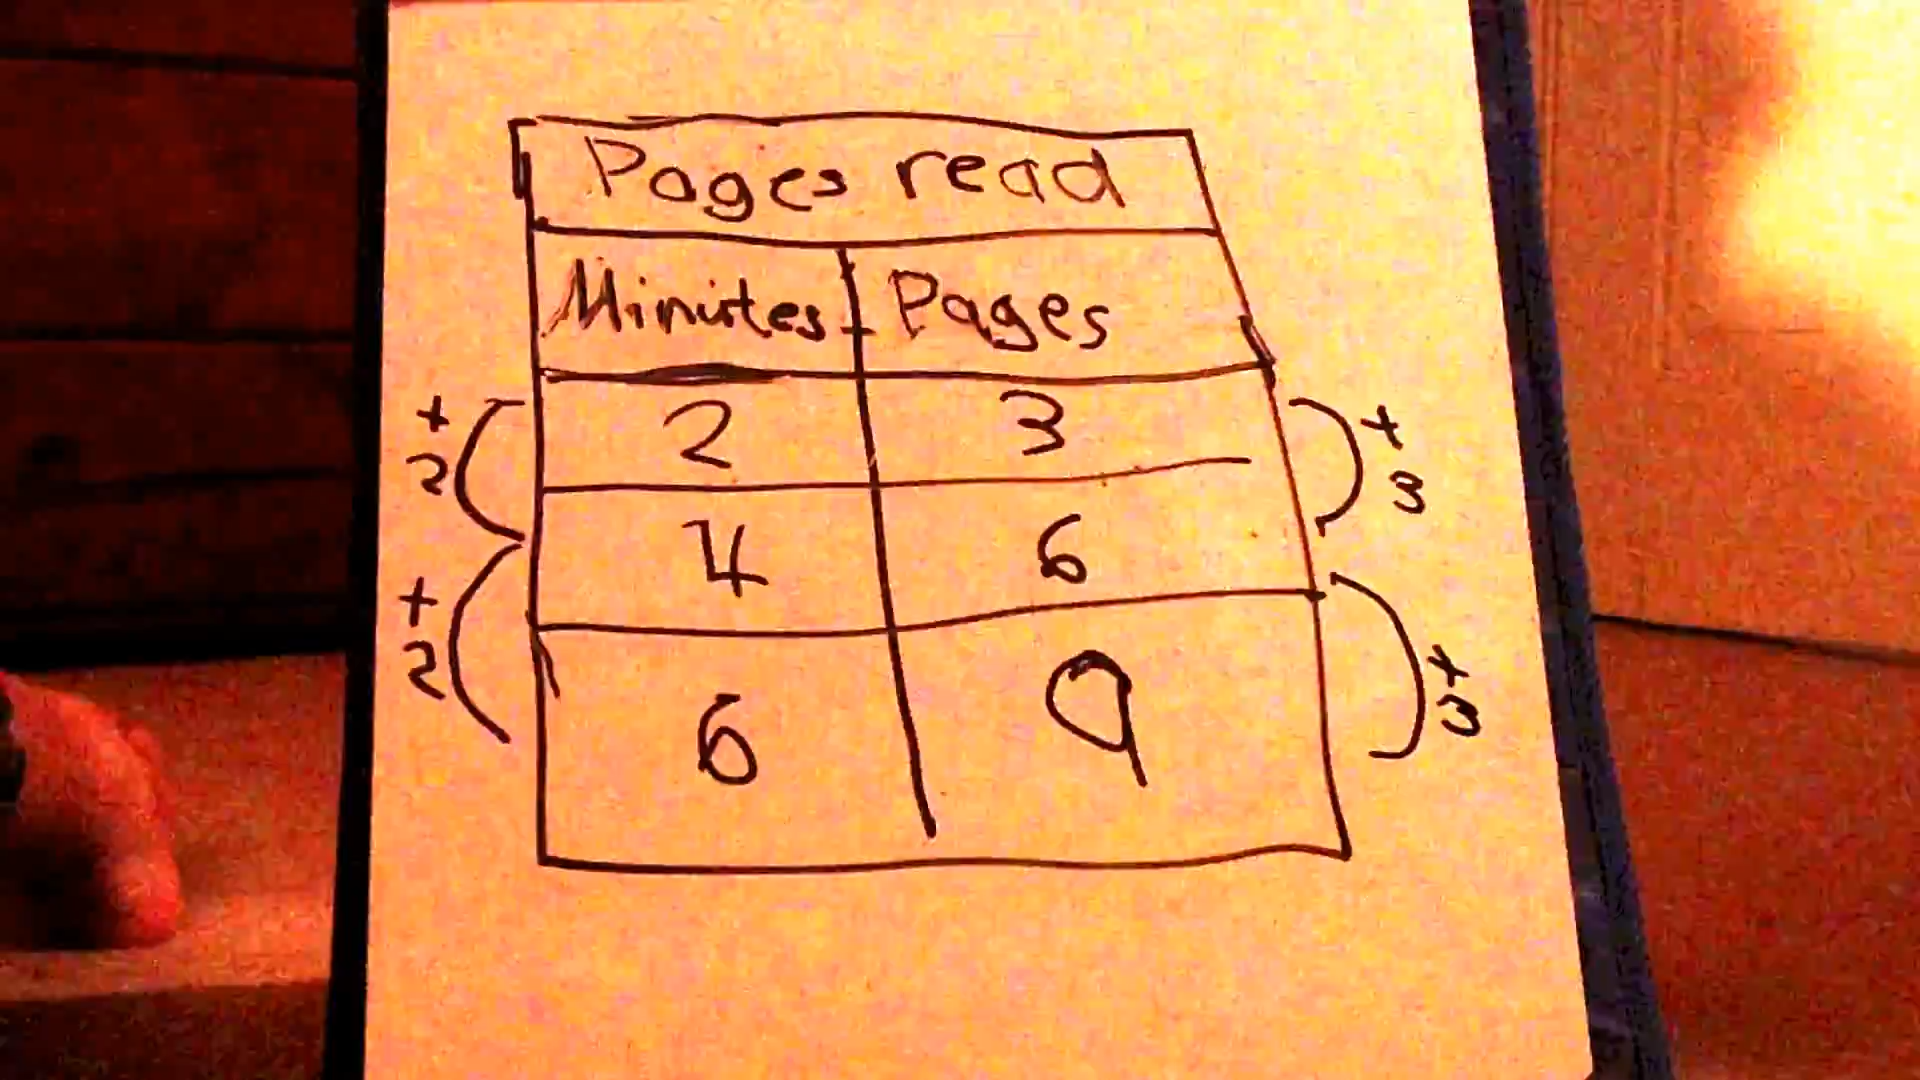 Pages read
Minutes Pages
+2 2 3 +3
4 6
+2 6 9 +3